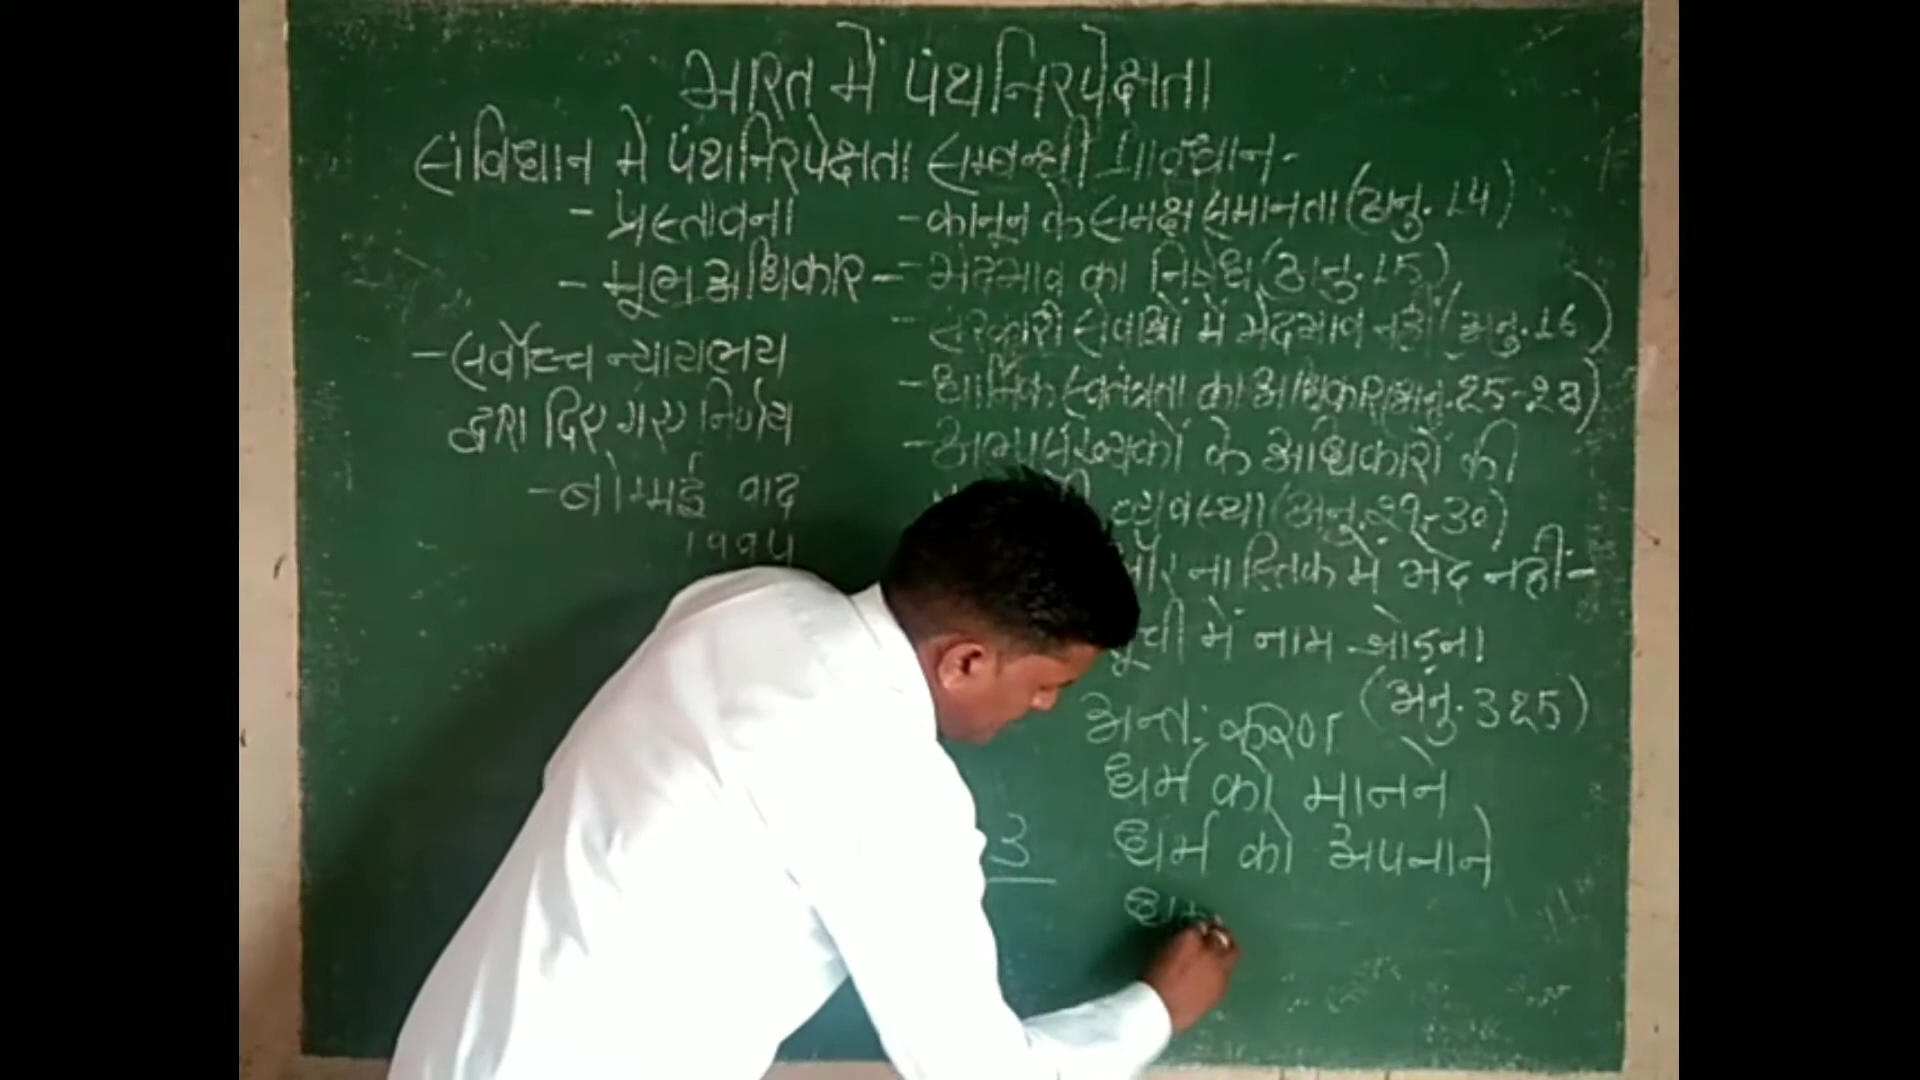 भारत में पंथनिरपेक्षता
संविधान में पंथनिरपेक्षता सम्बन्धी प्रावधान-
- प्रस्तावना
- मूल अधिकार -
- सर्वोच्च न्यायालय
द्वारा दिए गए निर्णय
- बोम्मई वाद
- कानून के समक्ष समानता (अनु. 14)
- भेदभाव का निषेध (अनु. 15)
- सरकारी सेवाओं में भेदभाव नहीं (अनु. 16)
- धार्मिक स्वतंत्रता का अधिकार (अनु. 25-28)
- अल्पसंख्यकों के अधिकारों की
व्यवस्था (अनु. 29-30)
और नास्तिक में भेद नहीं-
में नाम जोड़ना
(अनु. 325)
अन्त: करण
धर्म को मानने
धर्म को अपनाने
3